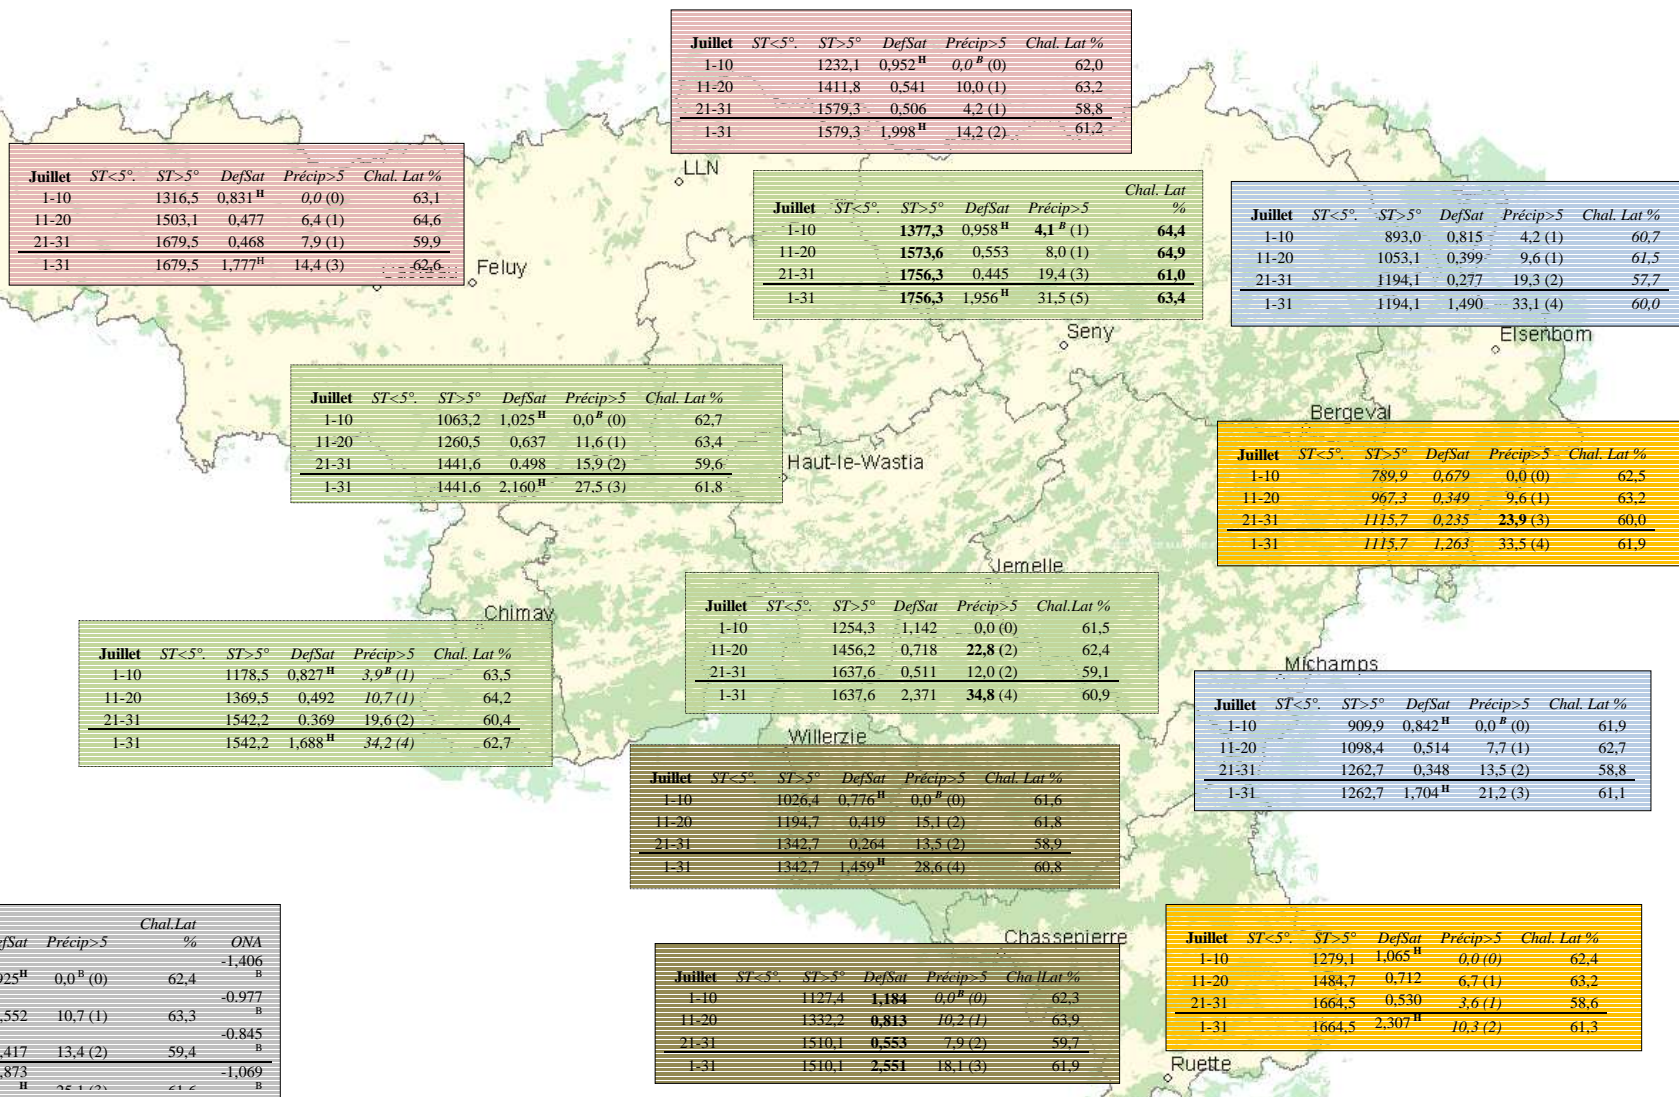 Juillet ST<5°. ST>5° DefSat Précip>5 Chal. Lat %
1-10 1232,1 0,952 H 0,0 B (0) 62,0
11-20 1411,8 0,541 10,0 (1) 63,2
21-31 1579,3 0,506 4,2 (1) 58,8
1-31 1579,3 1,998 H 14,2 (2) 61,2
LLN
Juillet ST<5°. ST>5° DefSat Précip>5 Chal. Lat %
1-10 1316,5 0,831 H 0,0 (0) 63,1
11-20 1503,1 0,477 6,4 (1) 64,6
21-31 1679,5 0,468 7,9 (1) 59,9
1-31 1679,5 1,777H 14,4 (3) 62,6
Feluy
Chal. Lat
Juillet ST<5°. ST>5° DefSat Précip>5 %
1-10 1377,3 0,958 H 4,1 B (1) 64,4
11-20 1573,6 0,553 8,0 (1) 64,9
21-31 1756,3 0,445 19,4 (3) 61,0
1-31 1756,3 1,956 H 31,5 (5) 63,4
Seny
Juillet ST<5°. ST>5° DefSat Précip>5 Chal. Lat %
1-10 893,0 0,815 4,2 (1) 60,7
11-20 1053,1 0,399 9,6 (1) 61,5
21-31 1194,1 0,277 19,3 (2) 57,7
1-31 1194,1 1,490 33,1 (4) 60,0
Elsenborn
Juillet ST<5°. ST>5° DefSat Précip>5 Chal. Lat %
1-10 1063,2 1,025 H 0,0 B (0) 62,7
11-20 1260,5 0,637 11,6 (1) 63,4
21-31 1441,6 0.498 15,9 (2) 59,6
1-31 1441,6 2,160 H 27,5 (3) 61,8
Haut-le-Wastia
Bergeval
Juillet ST<5°. ST>5° DefSat Précip>5 Chal. Lat %
1-10 789,9 0,679 0,0 (0) 62,5
11-20 967,3 0,349 9,6 (1) 63,2
21-31 1115,7 0,235 23,9 (3) 60,0
1-31 1115,7 1,263 33,5 (4) 61,9
Jemelle
Juillet ST<5°. ST>5° DefSat Précip>5 Chal.Lat %
1-10 1254,3 1,142 0,0 (0) 61,5
11-20 1456,2 0,718 22,8 (2) 62,4
21-31 1637,6 0,511 12,0 (2) 59,1
1-31 1637,6 2,371 34,8 (4) 60,9
Chimay
Juillet ST<5°. ST>5° DefSat Précip>5 Chal. Lat %
1-10 1178,5 0,827 H 3,9 B (1) 63,5
11-20 1369,5 0,492 10,7 (1) 64,2
21-31 1542,2 0.369 19,6 (2) 60,4
1-31 1542,2 1,688 H 34,2 (4) 62,7
Michamps
Juillet ST<5°. ST>5° DefSat Précip>5 Chal. Lat %
1-10 909,9 0,842 H 0,0 B (0) 61,9
11-20 1098,4 0,514 7,7 (1) 62,7
21-31 1262,7 0,348 13,5 (2) 58,8
1-31 1262,7 1,704 H 21,2 (3) 61,1
Willerzie
Juillet ST<5°. ST>5° DefSat Précip>5 Chal. Lat %
1-10 1026,4 0,776 H 0,0 B (0) 61,6
11-20 1194,7 0,419 15,1 (2) 61,8
21-31 1342,7 0,264 13,5 (2) 58,9
1-31 1342,7 1,459 H 28,6 (4) 60,8
Chal.Lat
efSat Précip>5 % ONA
-1,406
925H 0,0 B (0) 62,4 B
-0.977
,552 10,7 (1) 63,3 B
-0.845
,417 13,4 (2) 59,4 B
,873 -1,069
H 25,1 (3) 61,6 B
Chassepierre
Juillet ST<5°. ST>5° DefSat Précip>5 Cha lLat %
1-10 1127,4 1,184 0,0 B (0) 62,3
11-20 1332,2 0,813 10,2 (1) 63,9
21-31 1510,1 0,553 7,9 (2) 59,7
1-31 1510,1 2,551 18,1 (3) 61,9
Juillet ST<5°. ST>5° DefSat Précip>5 Chal. Lat %
1-10 1279,1 1,065 H 0,0 (0) 62,4
11-20 1484,7 0,712 6,7 (1) 63,2
21-31 1664,5 0,530 3,6 (1) 58,6
1-31 1664,5 2,307 H 10,3 (2) 61,3
Ruette